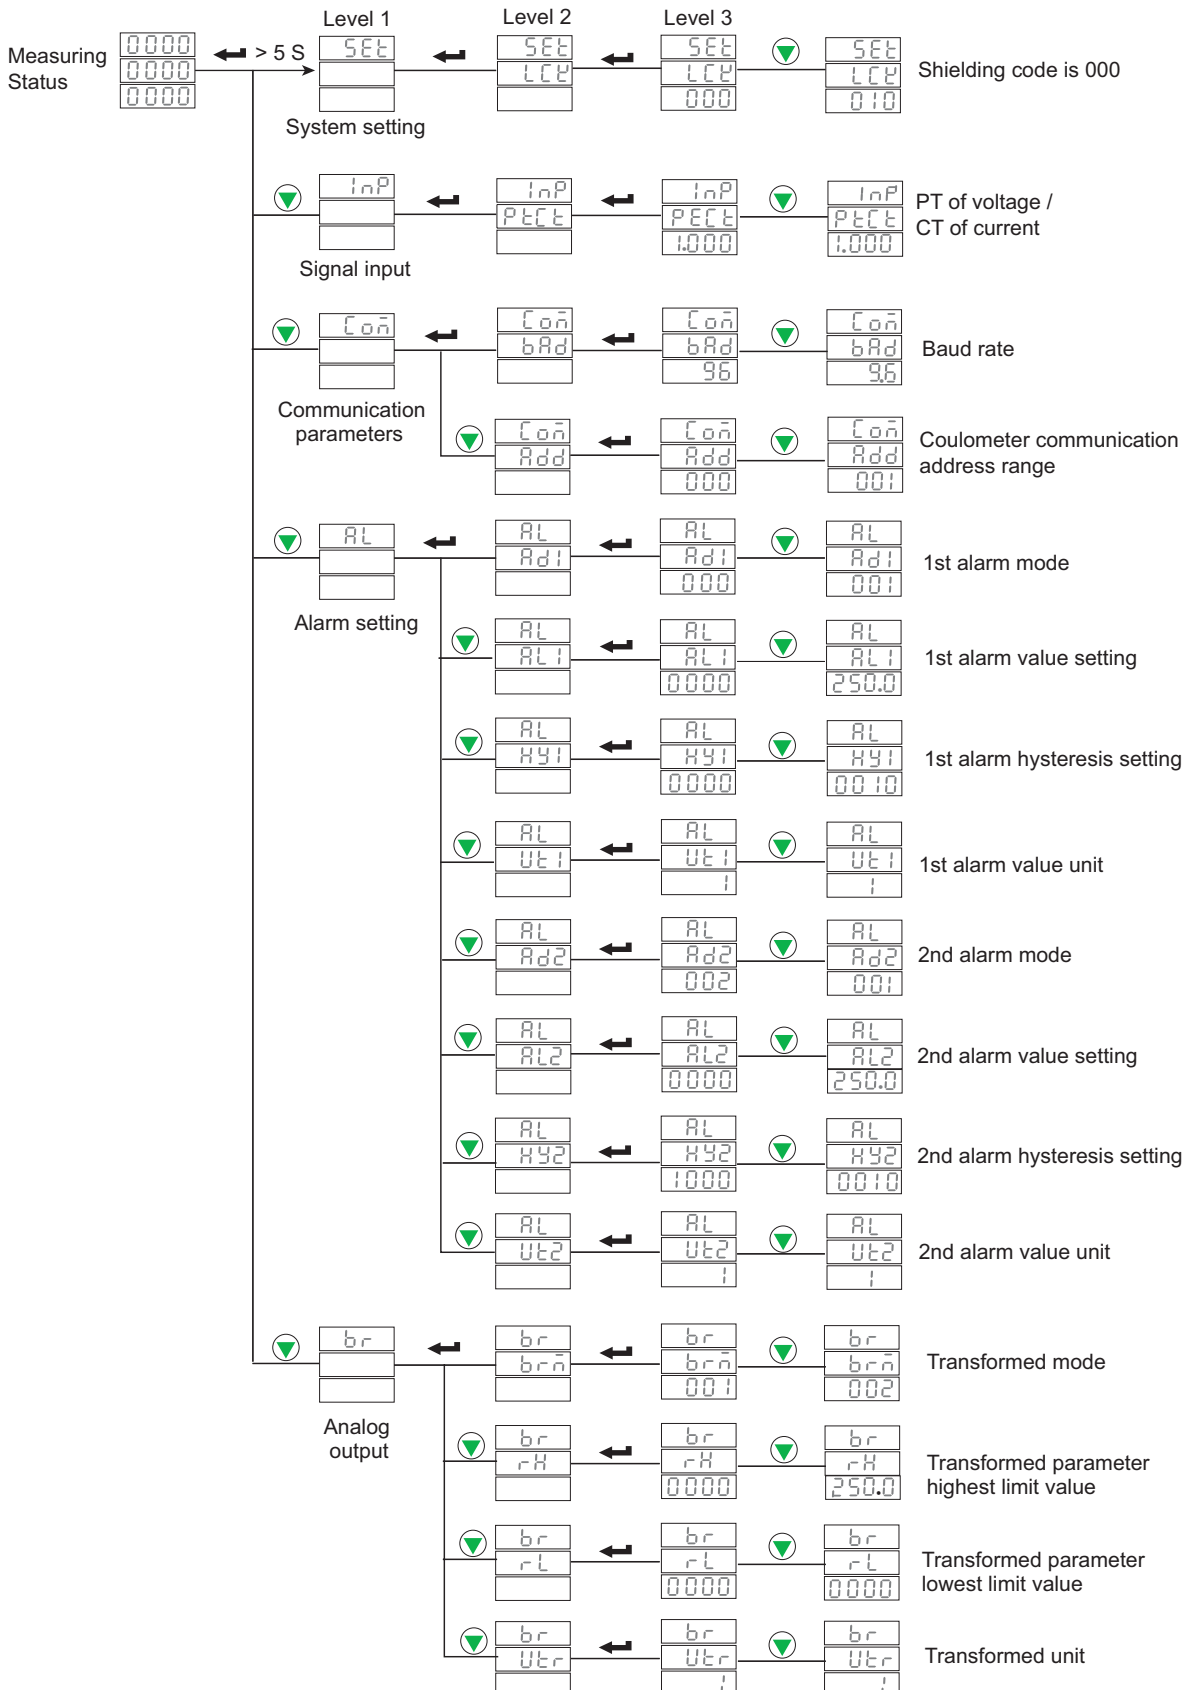 Level 1 Level 2 Level 3
Measuring Status
0000
0000
0000
> 5 S
SEt
System setting
SEt
LCK
SEt
LCK
000
SEt
LCK
010
Shielding code is 000
InP
Signal input
InP
PtCt
InP
PECt
1.000
InP
PtCt
1.000
PT of voltage /
CT of current
Com
Communication
parameters
Com
bAd
Com
bAd
96
Com
bAd
9.6
Baud rate
Com
Add
Com
Add
000
Com
Add
001
Coulometer communication
address range
AL
Alarm setting
AL
Ad1
AL
Ad1
000
AL
Ad1
001
1st alarm mode
AL
AL1
AL
AL1
0000
AL
AL1
250.0
1st alarm value setting
AL
HY1
AL
HY1
0000
AL
HY1
0010
1st alarm hysteresis setting
AL
Ut1
AL
Ut1
1
AL
Ut1
1
1st alarm value unit
AL
Ad2
AL
Ad2
002
AL
Ad2
001
2nd alarm mode
AL
AL2
AL
AL2
0000
AL
AL2
250.0
2nd alarm value setting
AL
HY2
AL
HY2
1000
AL
HY2
0010
2nd alarm hysteresis setting
AL
Ut2
AL
Ut2
1
AL
Ut2
1
2nd alarm value unit
br
Analog
output
br
brm
br
brm
001
br
brm
002
Transformed mode
br
rH
br
rH
0000
br
rH
250.0
Transformed parameter
highest limit value
br
rL
br
rL
0000
br
rL
0000
Transformed parameter
lowest limit value
br
Utr
br
Utr
1
br
Utr
1
Transformed unit